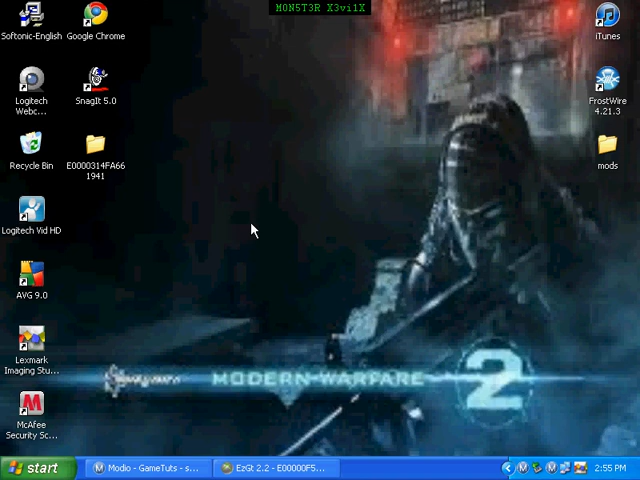 M0N5T3R X3vi1X
Softonic-English
Google Chrome
iTunes
Logitech
Webc...
SnagIt 5.0
FrostWire
4.21.3
Recycle Bin
E0000314FA66
1941
mods
Logitech Vid HD
AVG 9.0
Lexmark
Imaging Stu...
MODERN WARFARE 2
McAfee
Security Sc...
start
Modio - GameTuts - s...
EzGt 2.2 - E00000F5...
2:55 PM